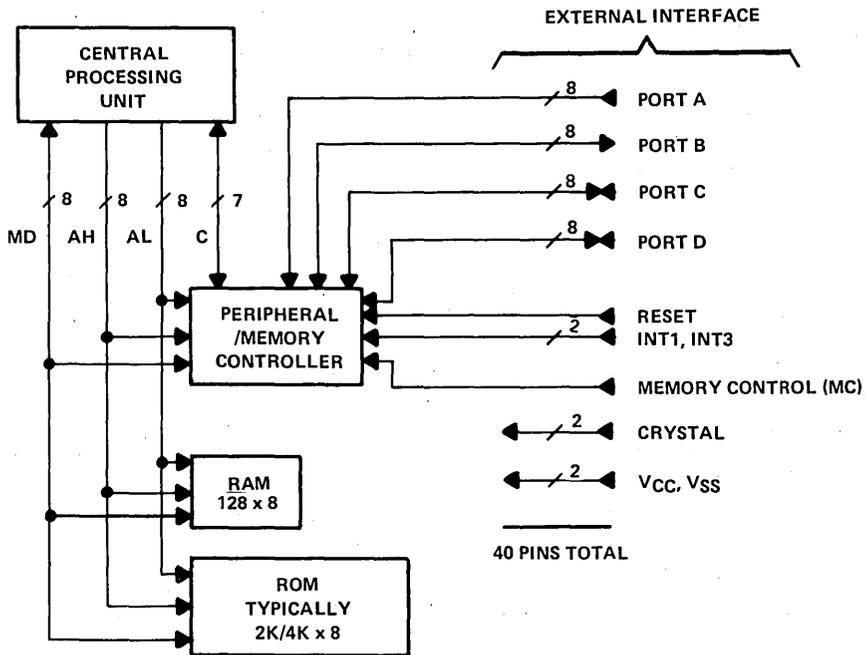 EXTERNAL INTERFACE
CENTRAL
PROCESSING
UNIT
8 PORT A
8 PORT B
8 PORT C
8 PORT D
8 8 8 7
MD AH AL C
PERIPHERAL
/MEMORY
CONTROLLER
RESET
2 INT1, INT3
MEMORY CONTROL (MC)
2 CRYSTAL
2 VCC, VSS
40 PINS TOTAL
RAM
128 x 8
ROM
TYPICALLY
2K/4K x 8